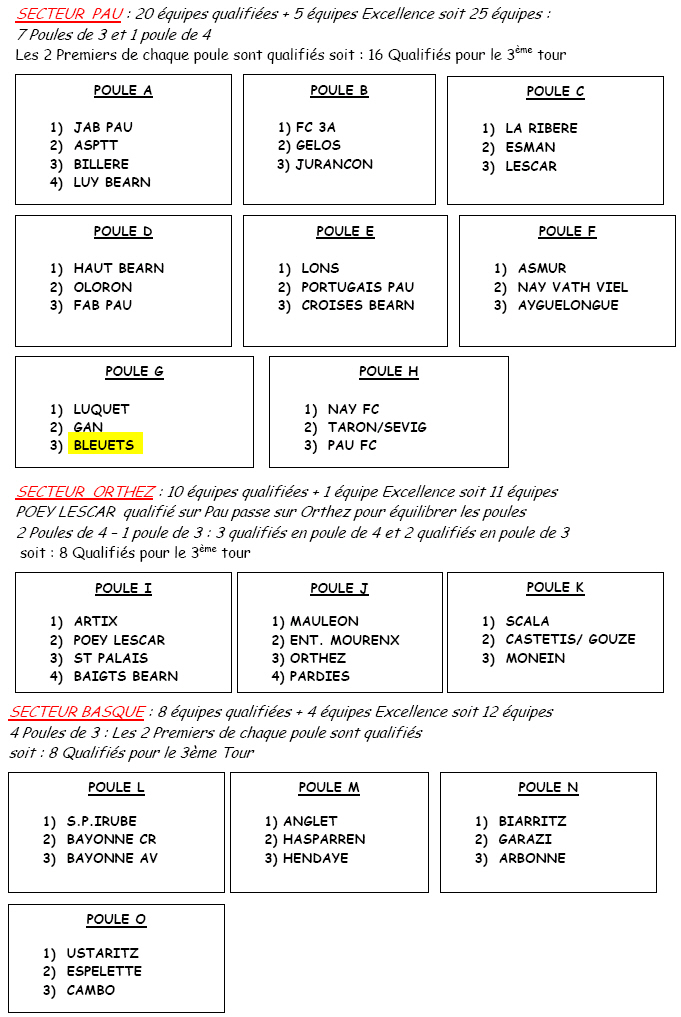 SECTEUR PAU : 20 équipes qualifiées + 5 équipes Excellence soit 25 équipes :
7 Poules de 3 et 1 poule de 4
Les 2 Premiers de chaque poule sont qualifiés soit : 16 Qualifiés pour le 3ème tour
POULE A
1) JAB PAU
2) ASPTT
3) BILLERE
4) LUY BEARN
POULE B
1) FC 3A
2) GELOS
3) JURANCON
POULE C
1) LA RIBERE
2) ESMAN
3) LESCAR
POULE D
1) HAUT BEARN
2) OLORON
3) FAB PAU
POULE E
1) LONS
2) PORTUGAIS PAU
3) CROISES BEARN
POULE F
1) ASMUR
2) NAY VATH VIEL
3) AYGUELONGUE
POULE G
1) LUQUET
2) GAN
3) BLEUETS
POULE H
1) NAY FC
2) TARON/SEVIG
3) PAU FC
SECTEUR ORTHEZ : 10 équipes qualifiées + 1 équipe Excellence soit 11 équipes
POEY LESCAR qualifié sur Pau passe sur Orthez pour équilibrer les poules
2 Poules de 4 – 1 poule de 3 : 3 qualifiés en poule de 4 et 2 qualifiés en poule de 3
soit : 8 Qualifiés pour le 3ème tour
POULE I
1) ARTIX
2) POEY LESCAR
3) ST PALAIS
4) BAIGTS BEARN
POULE J
1) MAULEON
2) ENT. MOURENX
3) ORTHEZ
4) PARDIES
POULE K
1) SCALA
2) CASTETIS/ GOUZE
3) MONEIN
SECTEUR BASQUE : 8 équipes qualifiées + 4 équipes Excellence soit 12 équipes
4 Poules de 3 : Les 2 Premiers de chaque poule sont qualifiés
soit : 8 Qualifiés pour le 3ème Tour
POULE L
1) S.P.IRUBE
2) BAYONNE CR
3) BAYONNE AV
POULE M
1) ANGLET
2) HASPARREN
3) HENDAYE
POULE N
1) BIARRITZ
2) GARAZI
3) ARBONNE
POULE O
1) USTARITZ
2) ESPELETTE
3) CAMBO